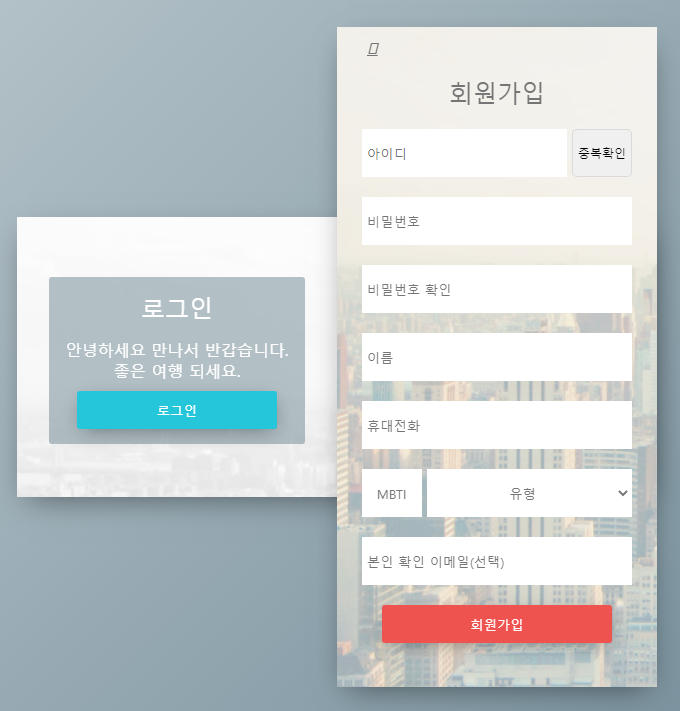 로그인
안녕하세요 만나서 반갑습니다.
좋은 여행 되세요.
로그인
회원가입
아이디
중복확인
비밀번호
비밀번호 확인
이름
휴대전화
MBTI
유형
본인 확인 이메일(선택)
회원가입